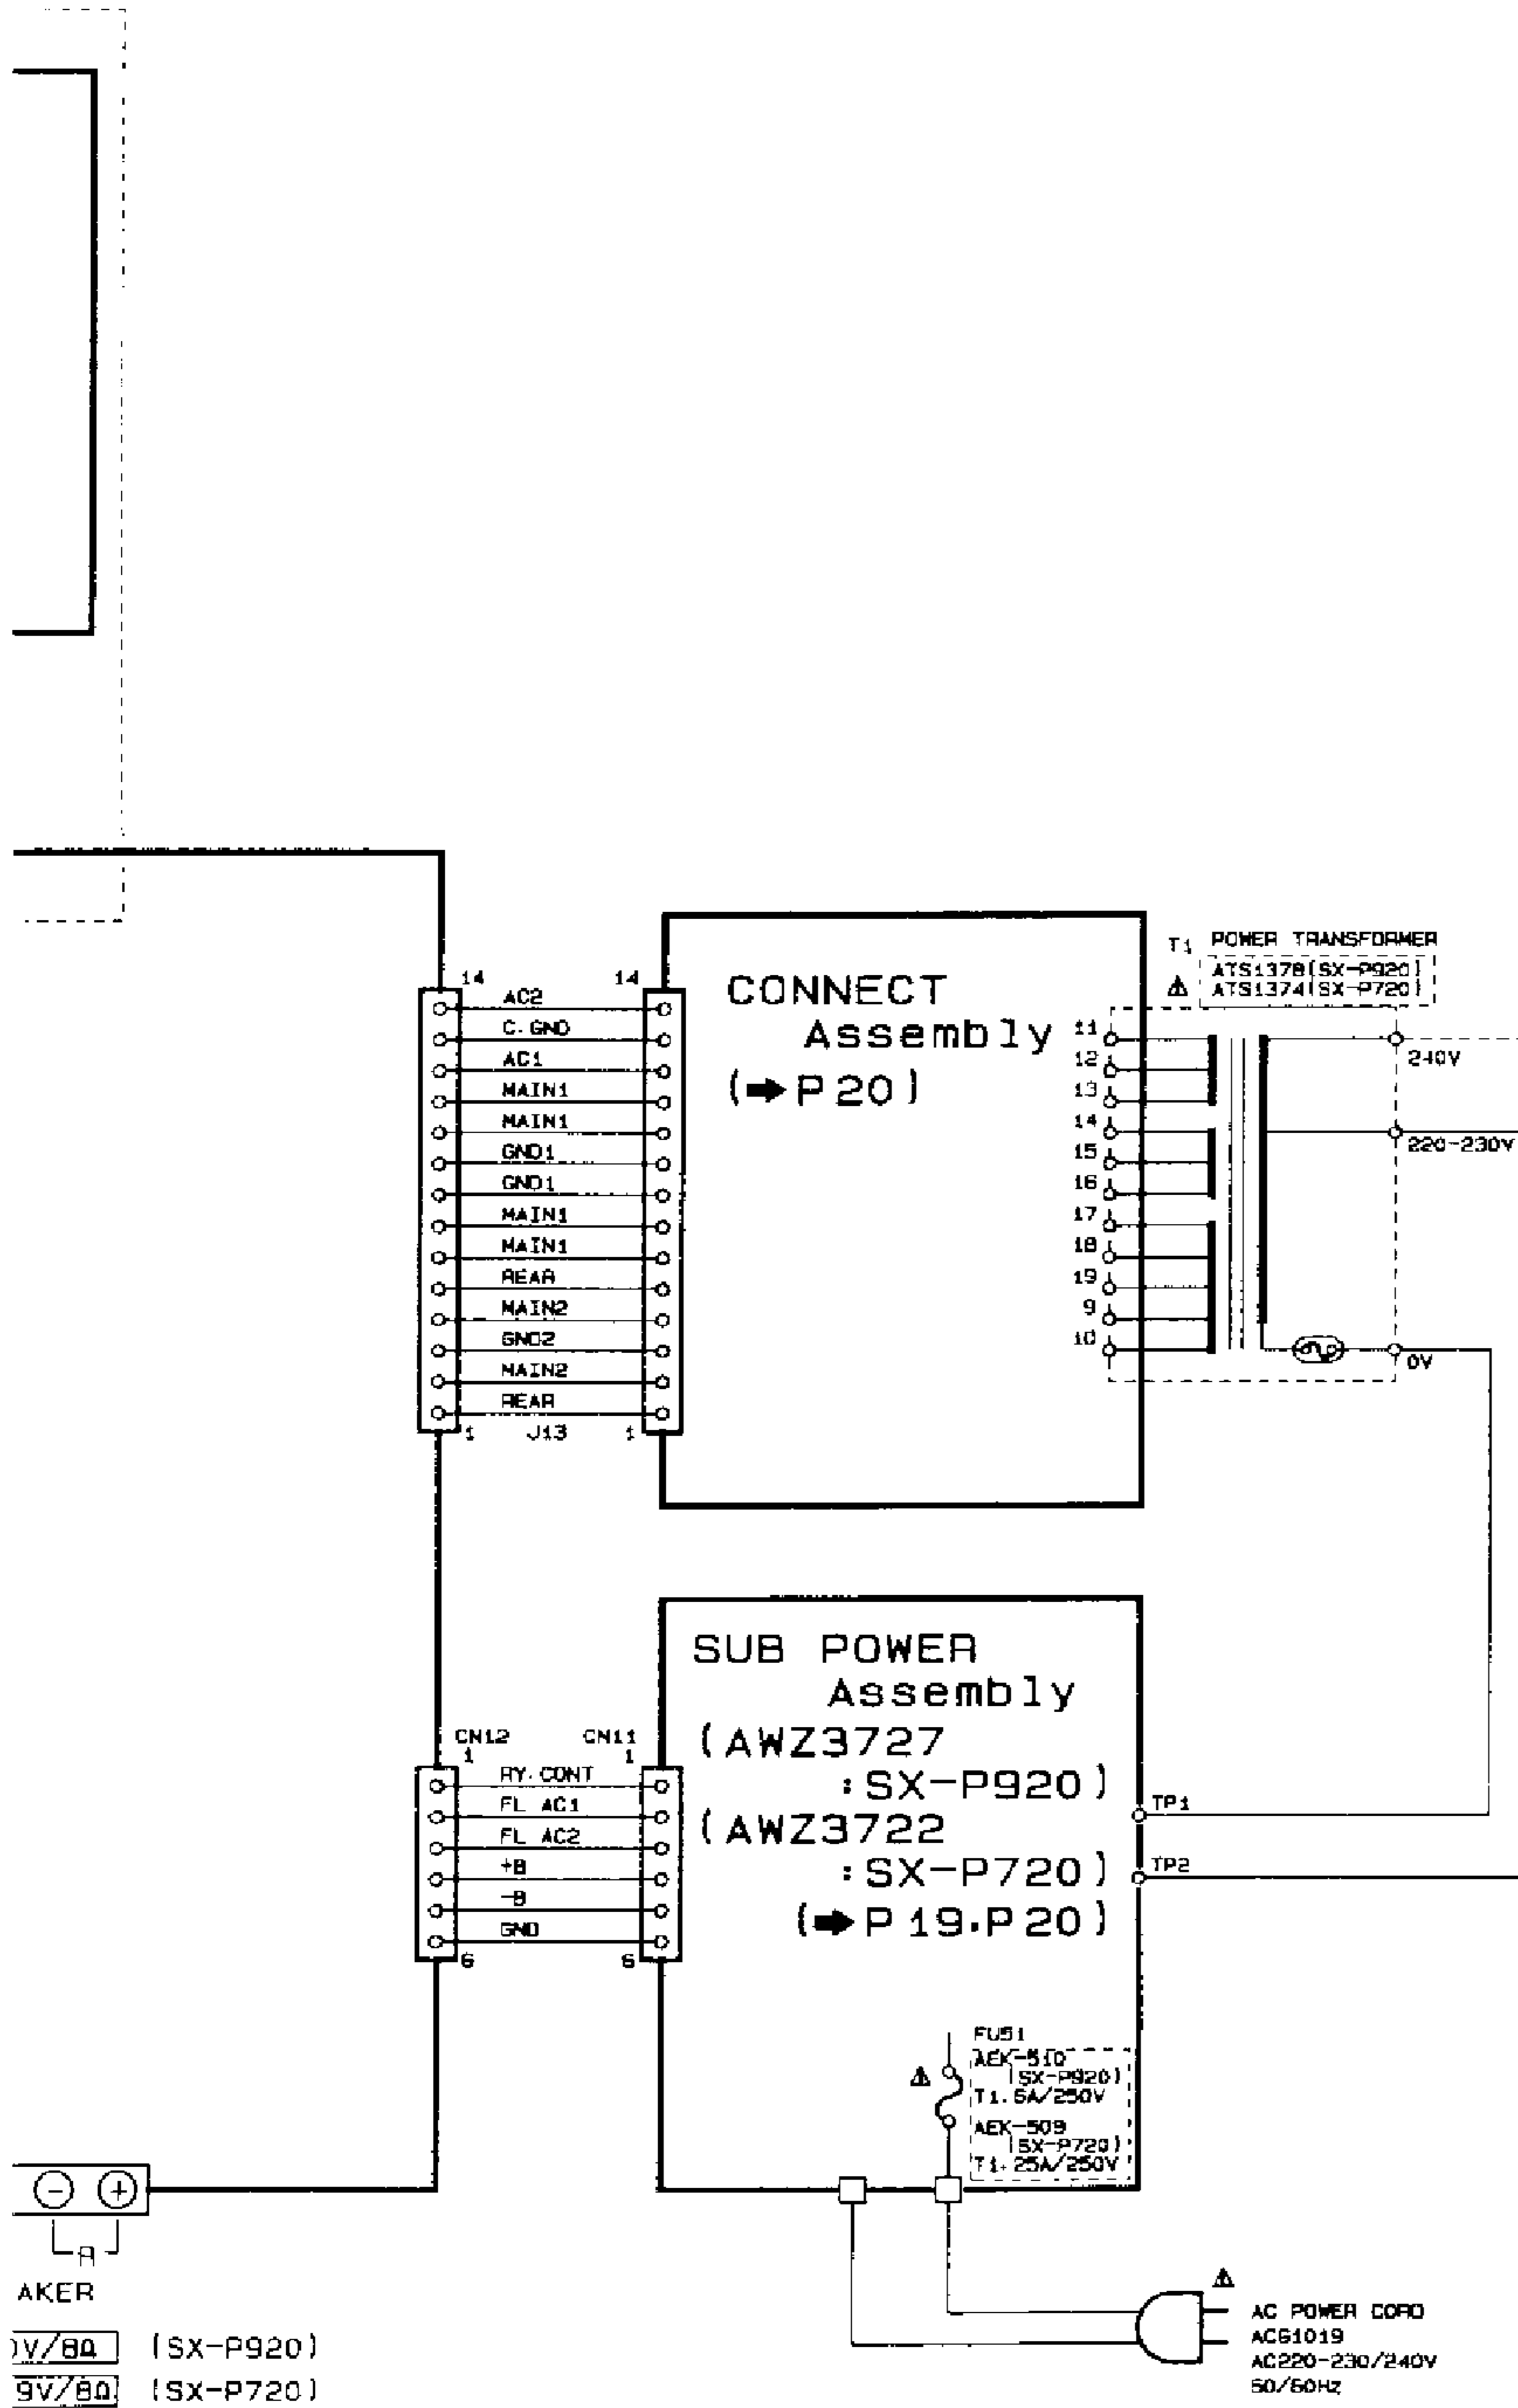 T1 POWER TRANSFORMER
ATS1378(SX-P920)
ATS1374(SX-P720)
CONNECT
Assembly
(➡P20)
14
14
AC2
C.GND
AC1
MAIN1
MAIN1
GND1
GND1
MAIN1
MAIN1
REAR
MAIN2
GND2
MAIN2
REAR
1
J13
1
11
12
13
14
15
16
17
18
19
9
10
240V
220-230V
0V
SUB POWER
Assembly
(AWZ3727
:SX-P920)
(AWZ3722
:SX-P720)
(➡P19.P20)
CN12
1
CN11
1
RY.CONT
FL AC1
FL AC2
+B
-B
GND
6
6
TP1
TP2
FU51
AEK-510
(SX-P920)
T1.6A/250V
AEK-509
(SX-P720)
T1.25A/250V
- +
R
AKER
0V/8Ω (SX-P920)
9V/8Ω (SX-P720)
AC POWER CORD
ACG1019
AC220-230/240V
50/60Hz